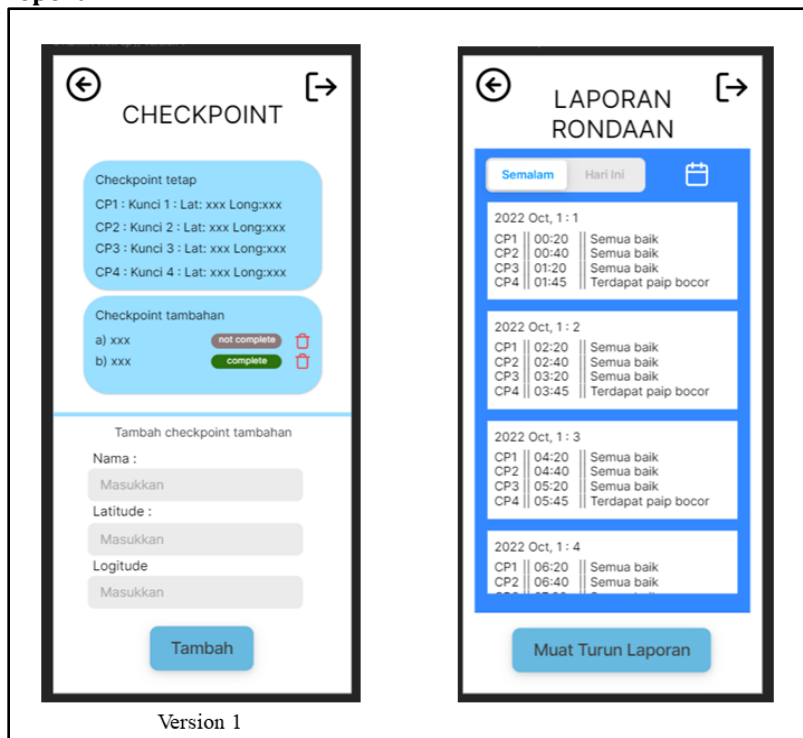 CHECKPOINT
Checkpoint tetap
CP1 : Kunci 1 : Lat: xxx Long:xxx
CP2 : Kunci 2 : Lat: xxx Long:xxx
CP3 : Kunci 3 : Lat: xxx Long:xxx
CP4 : Kunci 4 : Lat: xxx Long:xxx
Checkpoint tambahan
a) xxx not complete
b) xxx complete
Tambah checkpoint tambahan
Nama :
Masukkan
Latitude :
Masukkan
Logitude
Masukkan
Tambah
Version 1
LAPORAN
RONDAAN
Semalam Hari Ini
2022 Oct, 1 : 1
CP1 || 00:20 || Semua baik
CP2 || 00:40 || Semua baik
CP3 || 01:20 || Semua baik
CP4 || 01:45 || Terdapat paip bocor
2022 Oct, 1 : 2
CP1 || 02:20 || Semua baik
CP2 || 02:40 || Semua baik
CP3 || 03:20 || Semua baik
CP4 || 03:45 || Terdapat paip bocor
2022 Oct, 1 : 3
CP1 || 04:20 || Semua baik
CP2 || 04:40 || Semua baik
CP3 || 05:20 || Semua baik
CP4 || 05:45 || Terdapat paip bocor
2022 Oct, 1 : 4
CP1 || 06:20 || Semua baik
CP2 || 06:40 || Semua baik
Muat Turun Laporan